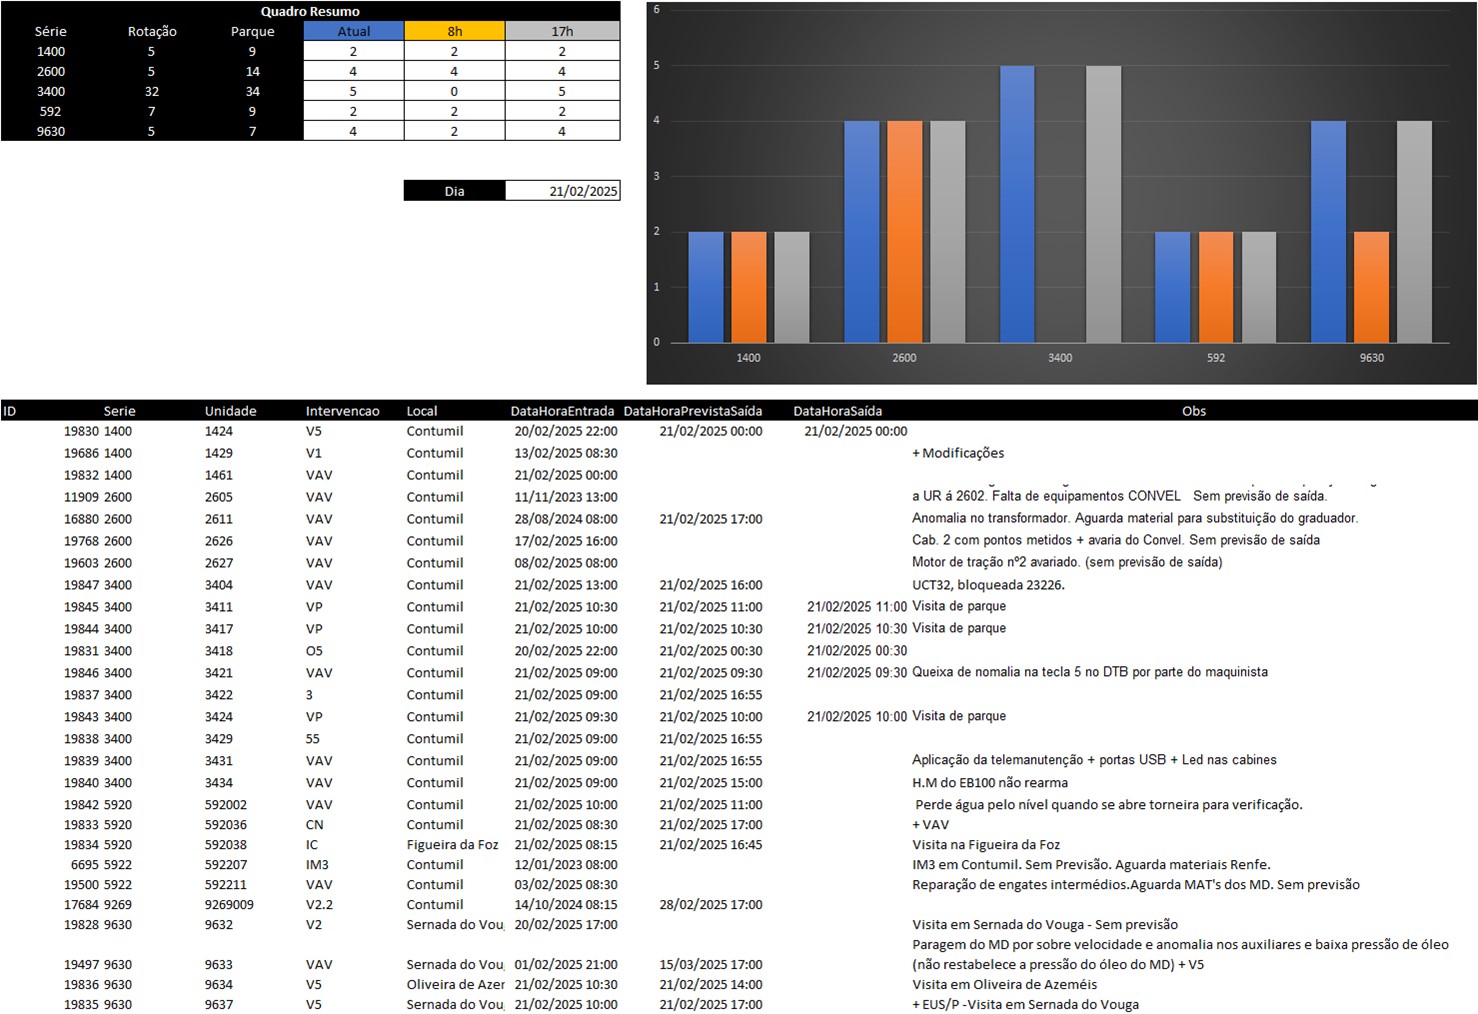 Quadro Resumo
Série Rotação Parque Atual 8h 17h
1400 5 9 2 2 2
2600 5 14 4 4 4
3400 32 34 5 0 5
592 7 9 2 2 2
9630 5 7 4 2 4
Dia 21/02/2025
6
5
4
3
2
1
0
1400 2600 3400 592 9630
ID Serie Unidade Intervencao Local DataHoraEntrada DataHoraPrevistaSaída DataHoraSaída Obs
19830 1400 1424 V5 Contumil 20/02/2025 22:00 21/02/2025 00:00 21/02/2025 00:00
19686 1400 1429 V1 Contumil 13/02/2025 08:30 + Modificações
19832 1400 1461 VAV Contumil 21/02/2025 00:00
11909 2600 2605 VAV Contumil 11/11/2023 13:00 a UR á 2602. Falta de equipamentos CONVEL Sem previsão de saída.
16880 2600 2611 VAV Contumil 28/08/2024 08:00 21/02/2025 17:00 Anomalia no transformador. Aguarda material para substituição do graduador.
19768 2600 2626 VAV Contumil 17/02/2025 16:00 Cab. 2 com pontos metidos + avaria do Convel. Sem previsão de saída
19603 2600 2627 VAV Contumil 08/02/2025 08:00 Motor de tração nº2 avariado. (sem previsão de saída)
19847 3400 3404 VAV Contumil 21/02/2025 13:00 21/02/2025 16:00 UCT32, bloqueada 23226.
19845 3400 3411 VP Contumil 21/02/2025 10:30 21/02/2025 11:00 21/02/2025 11:00 Visita de parque
19844 3400 3417 VP Contumil 21/02/2025 10:00 21/02/2025 10:30 21/02/2025 10:30 Visita de parque
19831 3400 3418 O5 Contumil 20/02/2025 22:00 21/02/2025 00:30 21/02/2025 00:30
19846 3400 3421 VAV Contumil 21/02/2025 09:00 21/02/2025 09:30 21/02/2025 09:30 Queixa de nomalia na tecla 5 no DTB por parte do maquinista
19837 3400 3422 3 Contumil 21/02/2025 09:00 21/02/2025 16:55
19843 3400 3424 VP Contumil 21/02/2025 09:30 21/02/2025 10:00 21/02/2025 10:00 Visita de parque
19838 3400 3429 55 Contumil 21/02/2025 09:00 21/02/2025 16:55
19839 3400 3431 VAV Contumil 21/02/2025 09:00 21/02/2025 16:55 Aplicação da telemanutenção + portas USB + Led nas cabines
19840 3400 3434 VAV Contumil 21/02/2025 09:00 21/02/2025 15:00 H.M do EB100 não rearma
19842 5920 592002 VAV Contumil 21/02/2025 10:00 21/02/2025 11:00 Perde água pelo nível quando se abre torneira para verificação.
19833 5920 592036 CN Contumil 21/02/2025 08:30 21/02/2025 17:00 + VAV
19834 5920 592038 IC Figueira da Foz 21/02/2025 08:15 21/02/2025 16:45 Visita na Figueira da Foz
6695 5922 592207 IM3 Contumil 12/01/2023 08:00 IM3 em Contumil. Sem Previsão. Aguarda materiais Renfe.
19500 5922 592211 VAV Contumil 03/02/2025 08:30 Reparação de engates intermédios.Aguarda MAT's dos MD. Sem previsão
17684 9269 9269009 V2.2 Contumil 14/10/2024 08:15 28/02/2025 17:00
19828 9630 9632 V2 Sernada do Voug 20/02/2025 17:00 Visita em Sernada do Vouga - Sem previsão
Paragem do MD por sobre velocidade e anomalia nos auxiliares e baixa pressão de óleo
19497 9630 9633 VAV Sernada do Voug 01/02/2025 21:00 15/03/2025 17:00 (não restabelece a pressão do óleo do MD) + V5
19836 9630 9634 V5 Oliveira de Azer 21/02/2025 10:30 21/02/2025 14:00 Visita em Oliveira de Azeméis
19835 9630 9637 V5 Sernada do Voug 21/02/2025 10:00 21/02/2025 17:00 + EUS/P -Visita em Sernada do Vouga